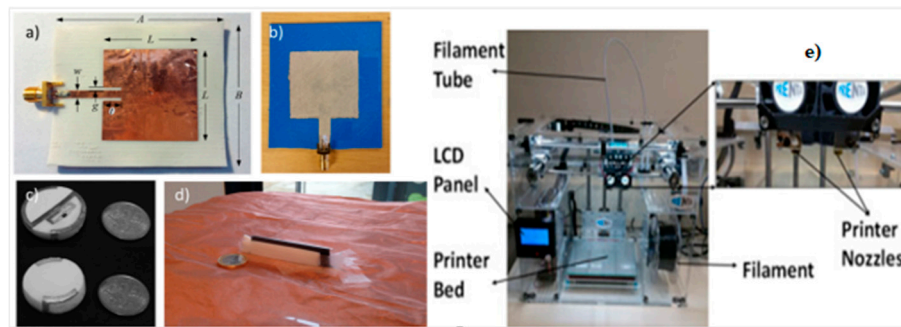 a)
A
L
w
g
L
B
b)
c)
d)
e)
Filament
Tube
LCD
Panel
Printer
Bed
Filament
Printer
Nozzles